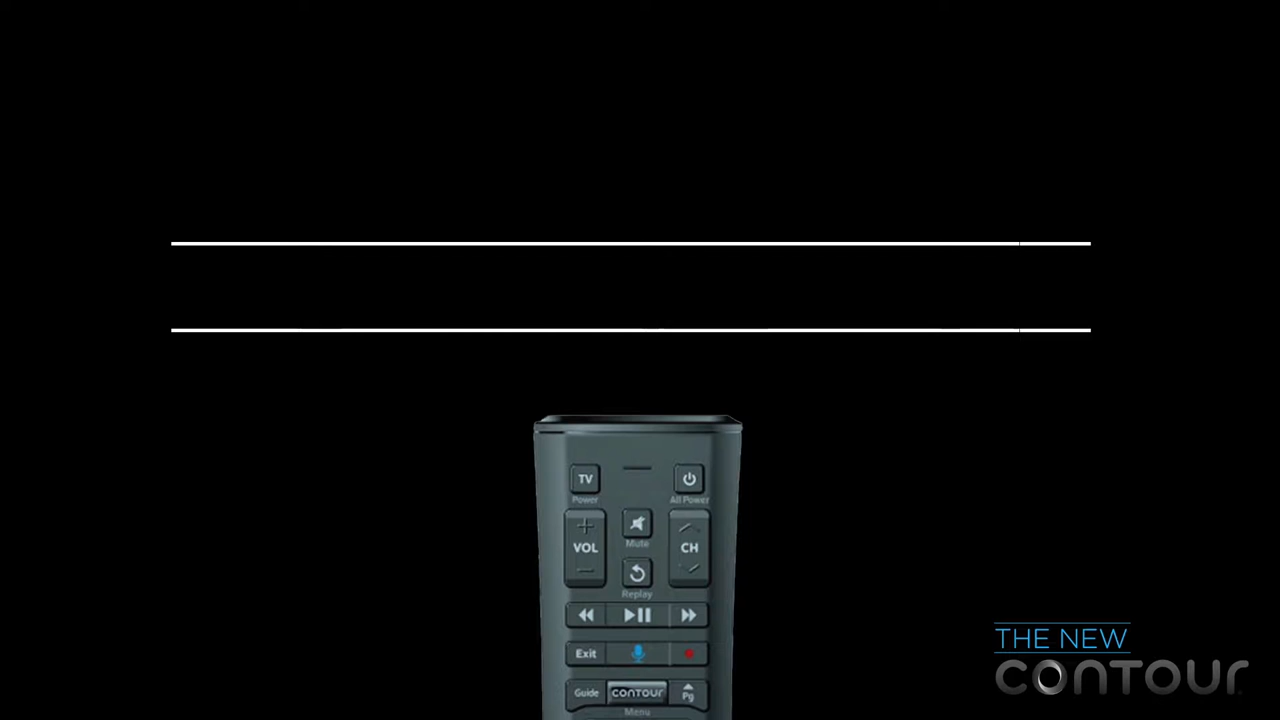 TV
Power
All Power
VOL
Mute
CH
Replay
Exit
Guide
CONTOUR
Pg
Menu
THE NEW
CONTOUR